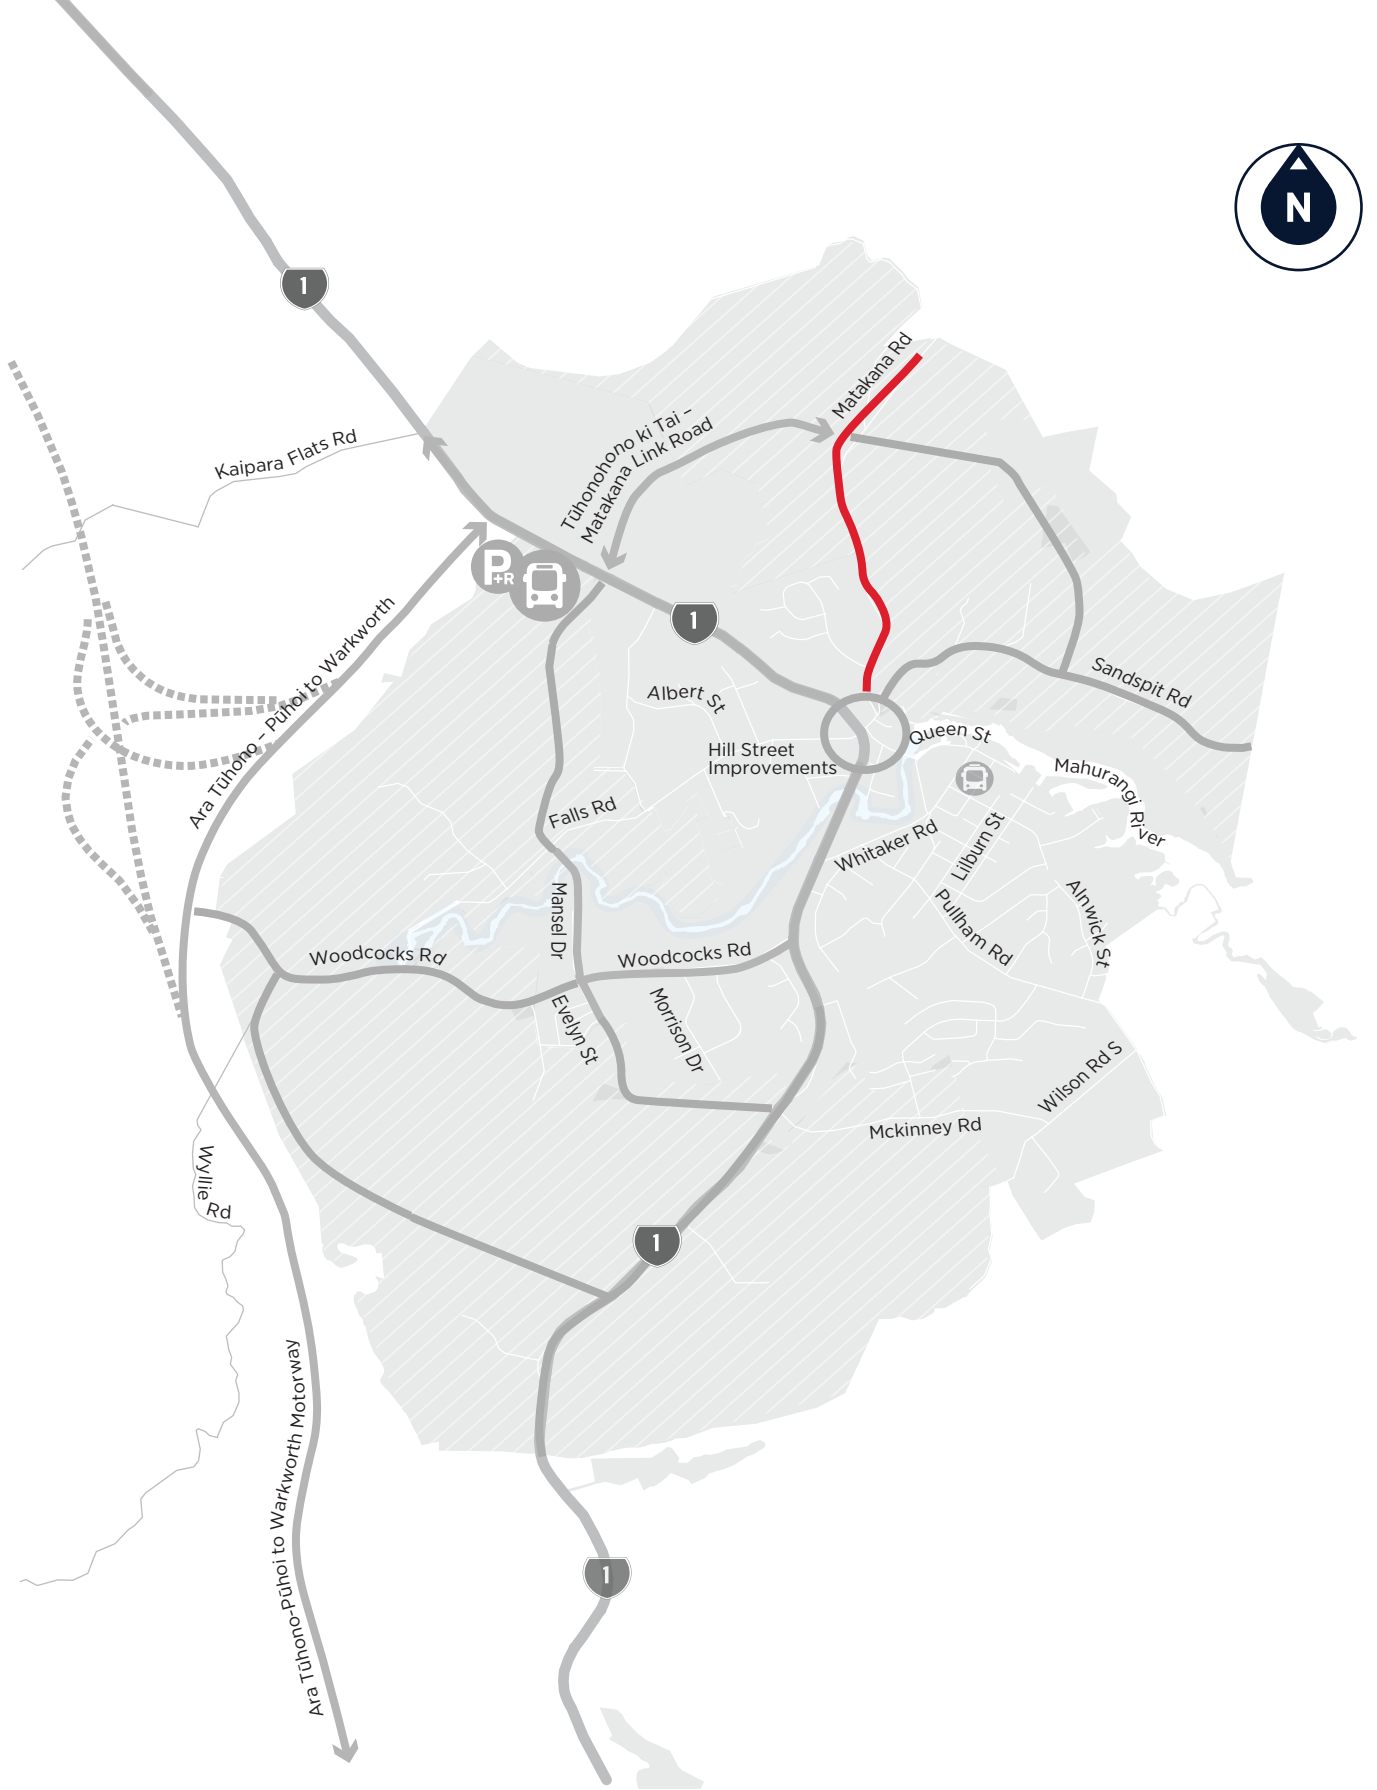 N
1
Matakana Rd
Tūhonohono ki Tai –
Matakana Link Road
Kaipara Flats Rd
P
+R
1
Ara Tūhono – Pūhoi to Warkworth
Albert St
Sandspit Rd
Queen St
Hill Street
Improvements
Mahurangi River
Falls Rd
Whitaker Rd
Lilburn St
Mansel Dr
Pullham Rd
Alnwick St
Woodcocks Rd
Woodcocks Rd
Evelyn St
Morrison Dr
Wilson Rd S
Mckinney Rd
Wyllie Rd
1
Ara Tūhono-Pūhoi to Warkworth Motorway
1